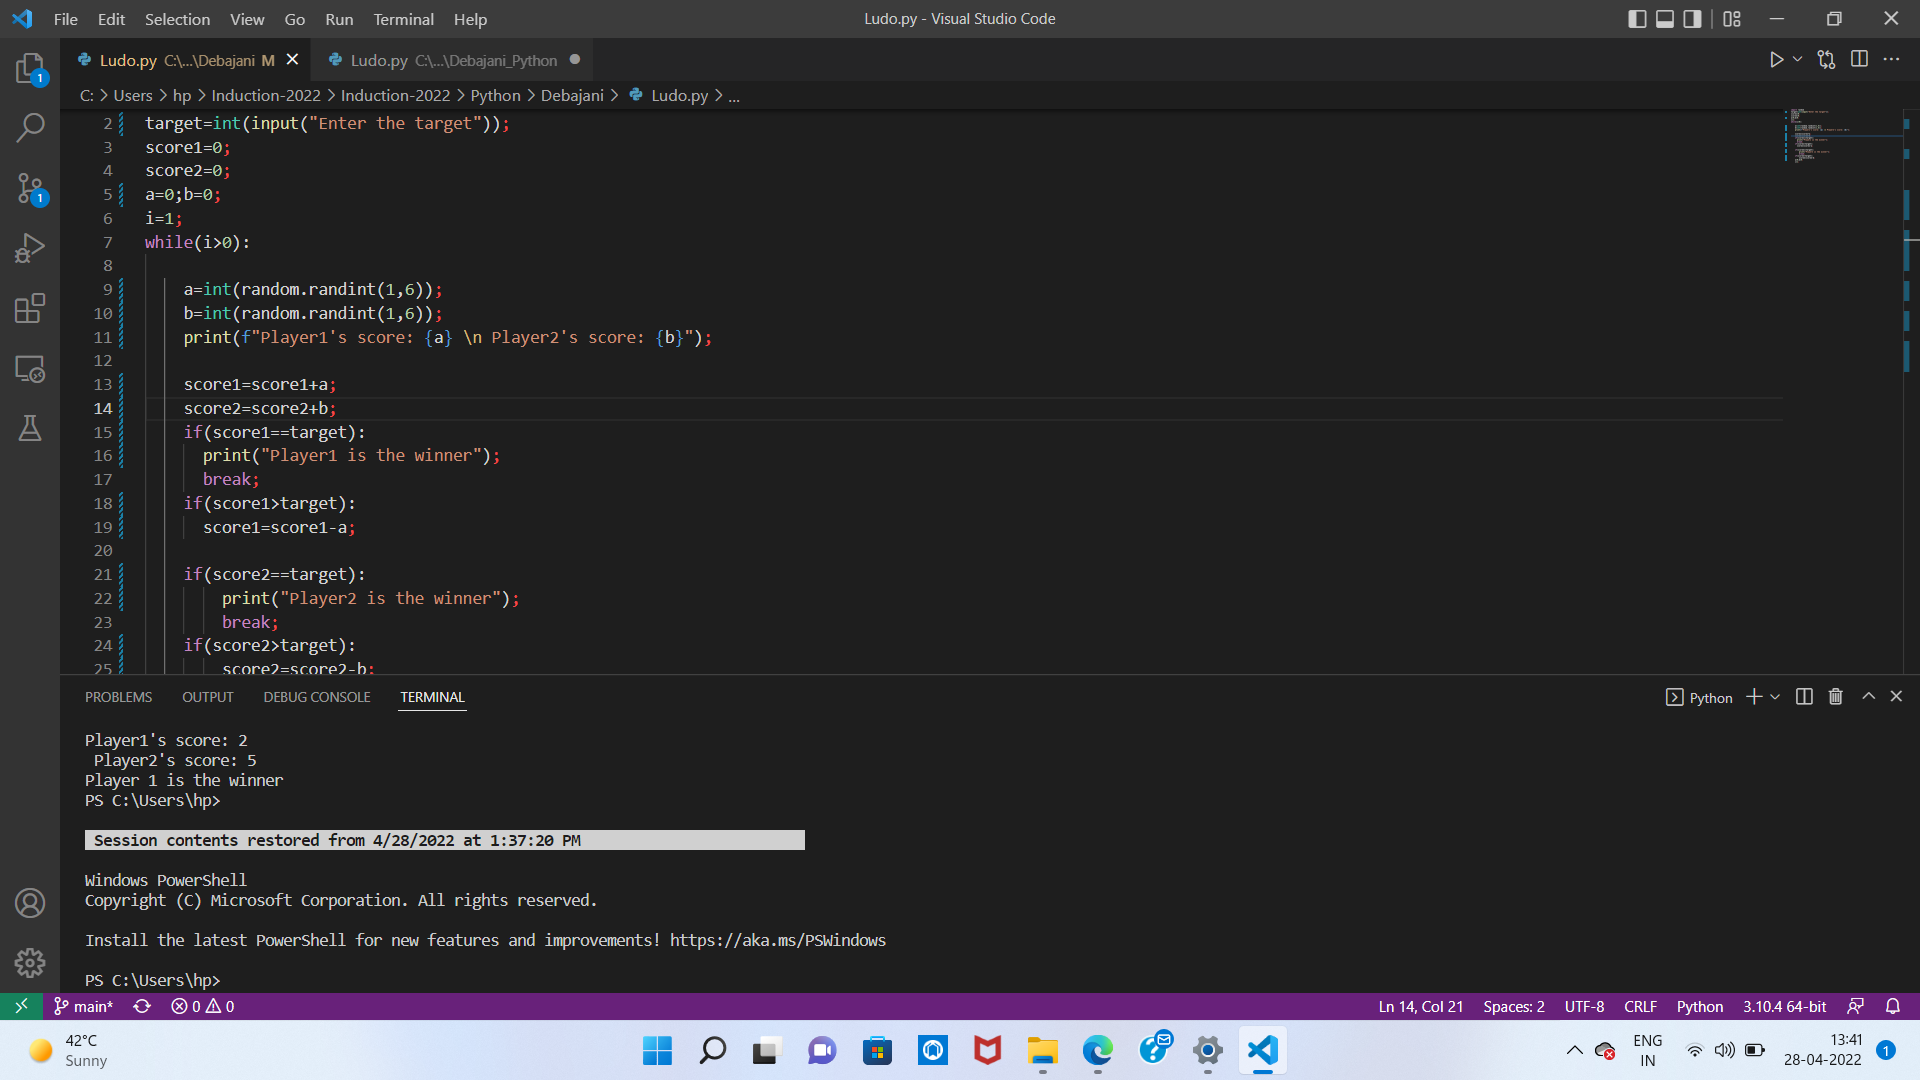 File Edit Selection View Go Run Terminal Help
Ludo.py - Visual Studio Code
Ludo.py C:\...\Debajani M
Ludo.py C:\...\Debajani_Python
C: > Users > hp > Induction-2022 > Induction-2022 > Python > Debajani > Ludo.py > ...
2 target=int(input("Enter the target"));
3 score1=0;
4 score2=0;
5 a=0;b=0;
6 i=1;
7 while(i>0):
8
9 a=int(random.randint(1,6));
10 b=int(random.randint(1,6));
11 print(f"Player1's score: {a} \n Player2's score: {b}");
12
13 score1=score1+a;
14 score2=score2+b;
15 if(score1==target):
16 print("Player1 is the winner");
17 break;
18 if(score1>target):
19 score1=score1-a;
20
21 if(score2==target):
22 print("Player2 is the winner");
23 break;
24 if(score2>target):
25 score2=score2-b;
PROBLEMS OUTPUT DEBUG CONSOLE TERMINAL
Python
Player1's score: 2
Player2's score: 5
Player 1 is the winner
PS C:\Users\hp>
Session contents restored from 4/28/2022 at 1:37:20 PM
Windows PowerShell
Copyright (C) Microsoft Corporation. All rights reserved.
Install the latest PowerShell for new features and improvements! https://aka.ms/PSWindows
PS C:\Users\hp>
1
1
main* 0 0
Ln 14, Col 21 Spaces: 2 UTF-8 CRLF Python 3.10.4 64-bit
42°C
Sunny
ENG
IN
13:41
28-04-2022
1